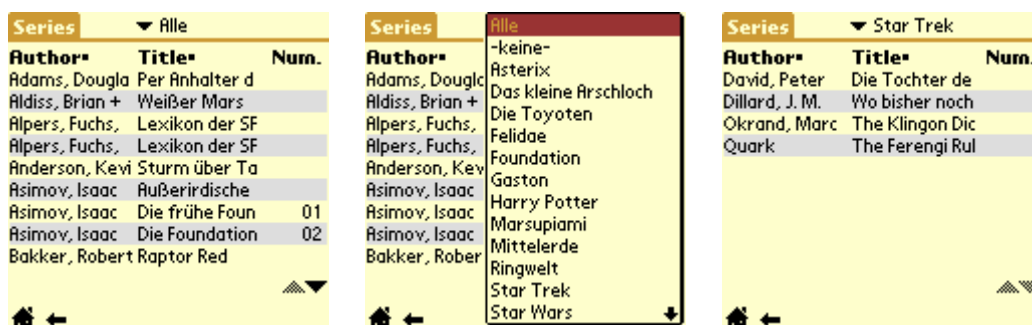 Series Alle
Author Title Num.
Adams, Dougla Per Anhalter d
Aldiss, Brian + Weißer Mars
Alpers, Fuchs, Lexikon der SF
Alpers, Fuchs, Lexikon der SF
Anderson, Kevi Sturm über Ta
Asimov, Isaac Außerirdische
Asimov, Isaac Die frühe Foun 01
Asimov, Isaac Die Foundation 02
Bakker, Robert Raptor Red
Series
Author
Adams, Douglc
Aldiss, Brian +
Alpers, Fuchs,
Alpers, Fuchs,
Anderson, Kev
Asimov, Isaac
Asimov, Isaac
Asimov, Isaac
Bakker, Rober
Alle
-keine-
Asterix
Das kleine Arschloch
Die Toyoten
Felidae
Foundation
Gaston
Harry Potter
Marsupiami
Mittelerde
Ringwelt
Star Trek
Star Wars
Series Star Trek
Author Title Num.
David, Peter Die Tochter de
Dillard, J. M. Wo bisher noch
Okrand, Marc The Klingon Dic
Quark The Ferengi Rul